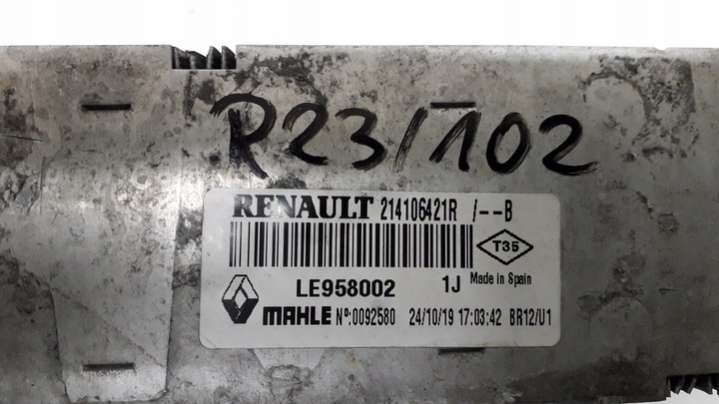 R23/102
RENAULT 214106421R /--B
T35
LE958002 1J Made in Spain
MAHLE Nº:0092580 24/10/19 17:03:42 BR12/U1